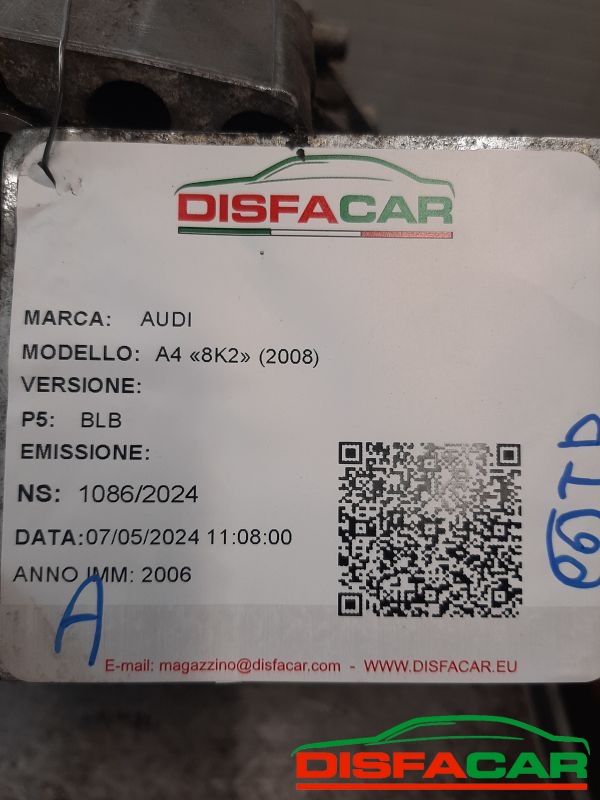 DISFACAR
MARCA: AUDI
MODELLO: A4 «8K2» (2008)
VERSIONE:
P5: BLB
EMISSIONE:
NS: 1086/2024
DATA:07/05/2024 11:08:00
ANNO IMM: 2006
A
E-mail: magazzino@disfacar.com - WWW.DISFACAR.EU
DISFACAR